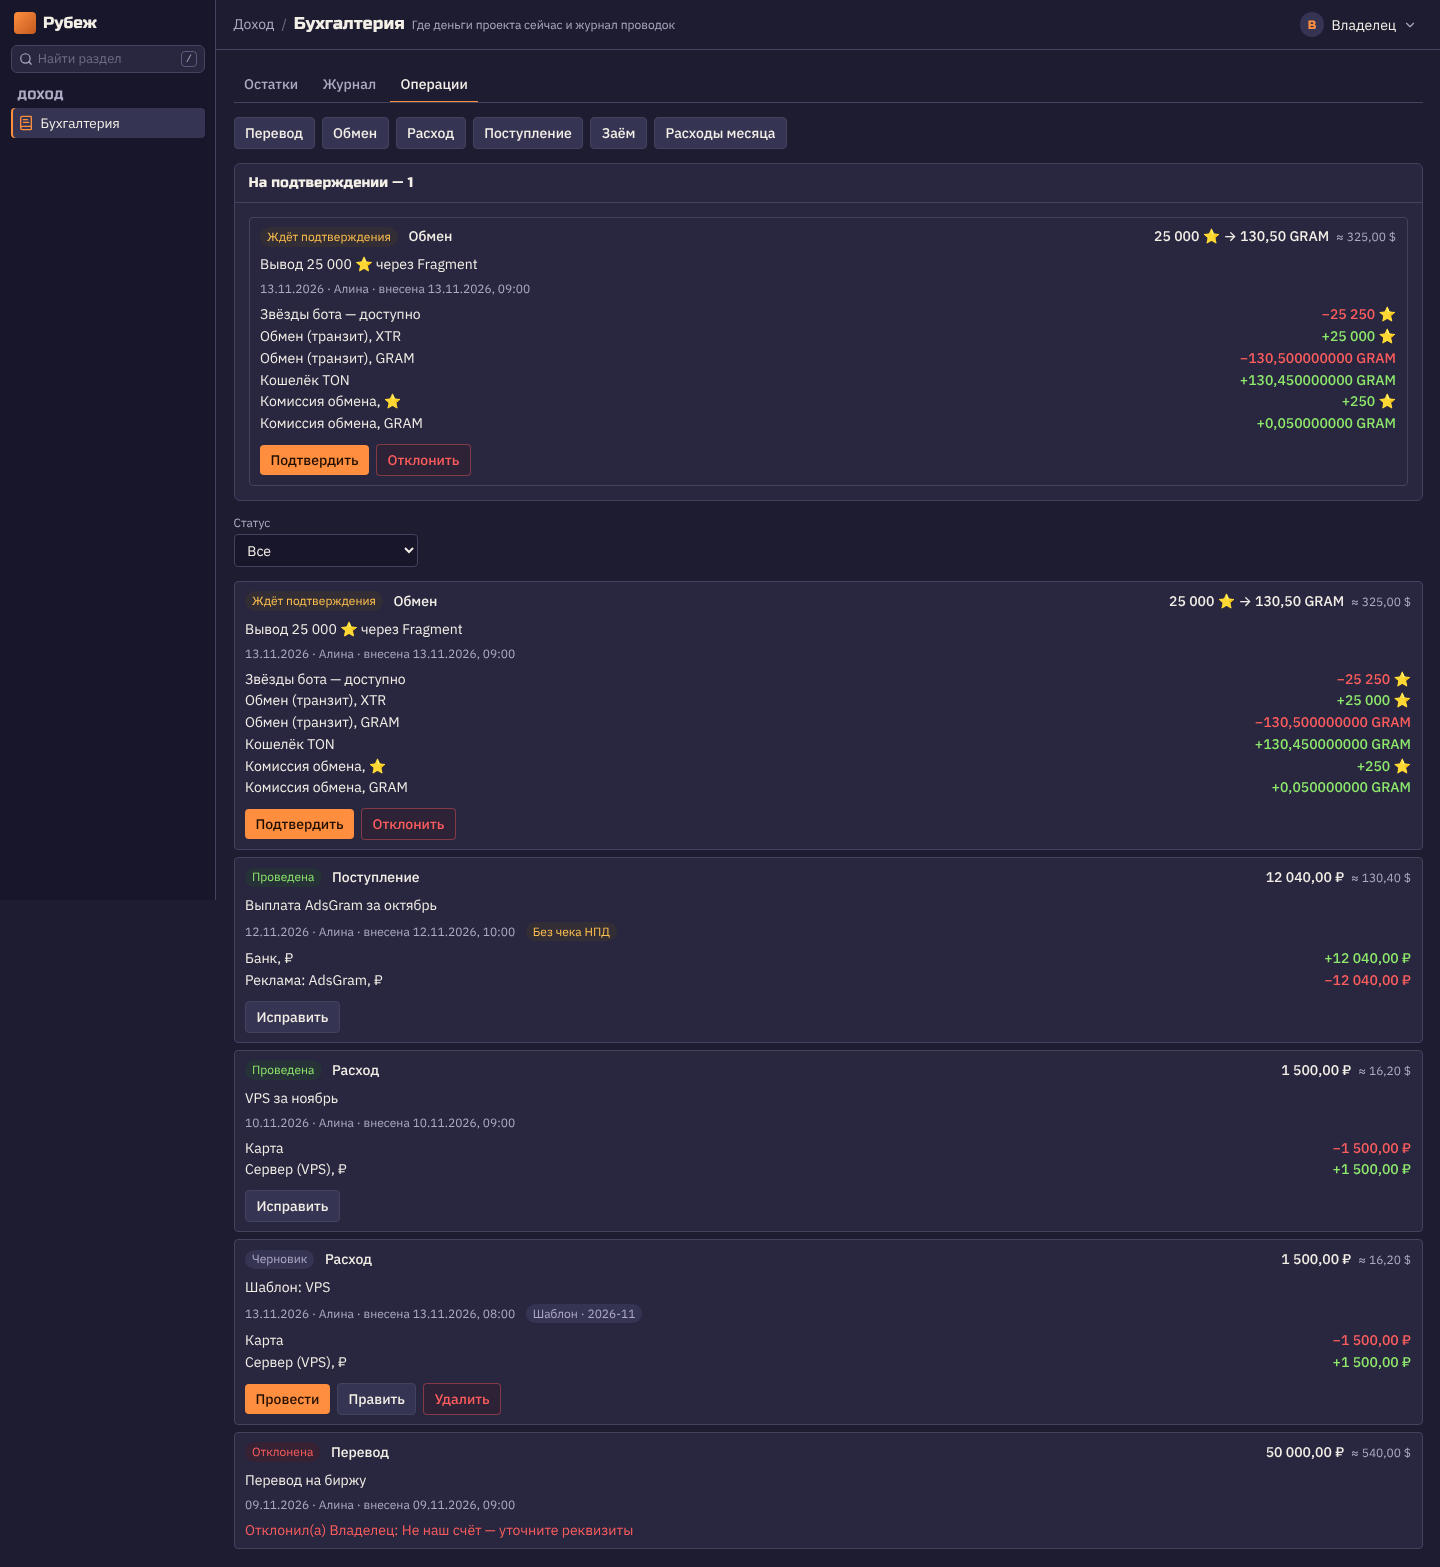 Рубеж
Найти раздел /
ДОХОД
Бухгалтерия
Доход / Бухгалтерия Где деньги проекта сейчас и журнал проводок
В Владелец
Остатки Журнал Операции
Перевод Обмен Расход Поступление Заём Расходы месяца
На подтверждении — 1
Ждёт подтверждения Обмен 25 000 ⭐ → 130,50 GRAM ≈ 325,00 $
Вывод 25 000 ⭐ через Fragment
13.11.2026 · Алина · внесена 13.11.2026, 09:00
Звёзды бота — доступно −25 250 ⭐
Обмен (транзит), XTR +25 000 ⭐
Обмен (транзит), GRAM −130,500000000 GRAM
Кошелёк TON +130,450000000 GRAM
Комиссия обмена, ⭐ +250 ⭐
Комиссия обмена, GRAM +0,050000000 GRAM
Подтвердить Отклонить
Статус
Все
Ждёт подтверждения Обмен 25 000 ⭐ → 130,50 GRAM ≈ 325,00 $
Вывод 25 000 ⭐ через Fragment
13.11.2026 · Алина · внесена 13.11.2026, 09:00
Звёзды бота — доступно −25 250 ⭐
Обмен (транзит), XTR +25 000 ⭐
Обмен (транзит), GRAM −130,500000000 GRAM
Кошелёк TON +130,450000000 GRAM
Комиссия обмена, ⭐ +250 ⭐
Комиссия обмена, GRAM +0,050000000 GRAM
Подтвердить Отклонить
Проведена Поступление 12 040,00 ₽ ≈ 130,40 $
Выплата AdsGram за октябрь
12.11.2026 · Алина · внесена 12.11.2026, 10:00 Без чека НПД
Банк, ₽ +12 040,00 ₽
Реклама: AdsGram, ₽ −12 040,00 ₽
Исправить
Проведена Расход 1 500,00 ₽ ≈ 16,20 $
VPS за ноябрь
10.11.2026 · Алина · внесена 10.11.2026, 09:00
Карта −1 500,00 ₽
Сервер (VPS), ₽ +1 500,00 ₽
Исправить
Черновик Расход 1 500,00 ₽ ≈ 16,20 $
Шаблон: VPS
13.11.2026 · Алина · внесена 13.11.2026, 08:00 Шаблон · 2026-11
Карта −1 500,00 ₽
Сервер (VPS), ₽ +1 500,00 ₽
Провести Править Удалить
Отклонена Перевод 50 000,00 ₽ ≈ 540,00 $
Перевод на биржу
09.11.2026 · Алина · внесена 09.11.2026, 09:00
Отклонил(а) Владелец: Не наш счёт — уточните реквизиты